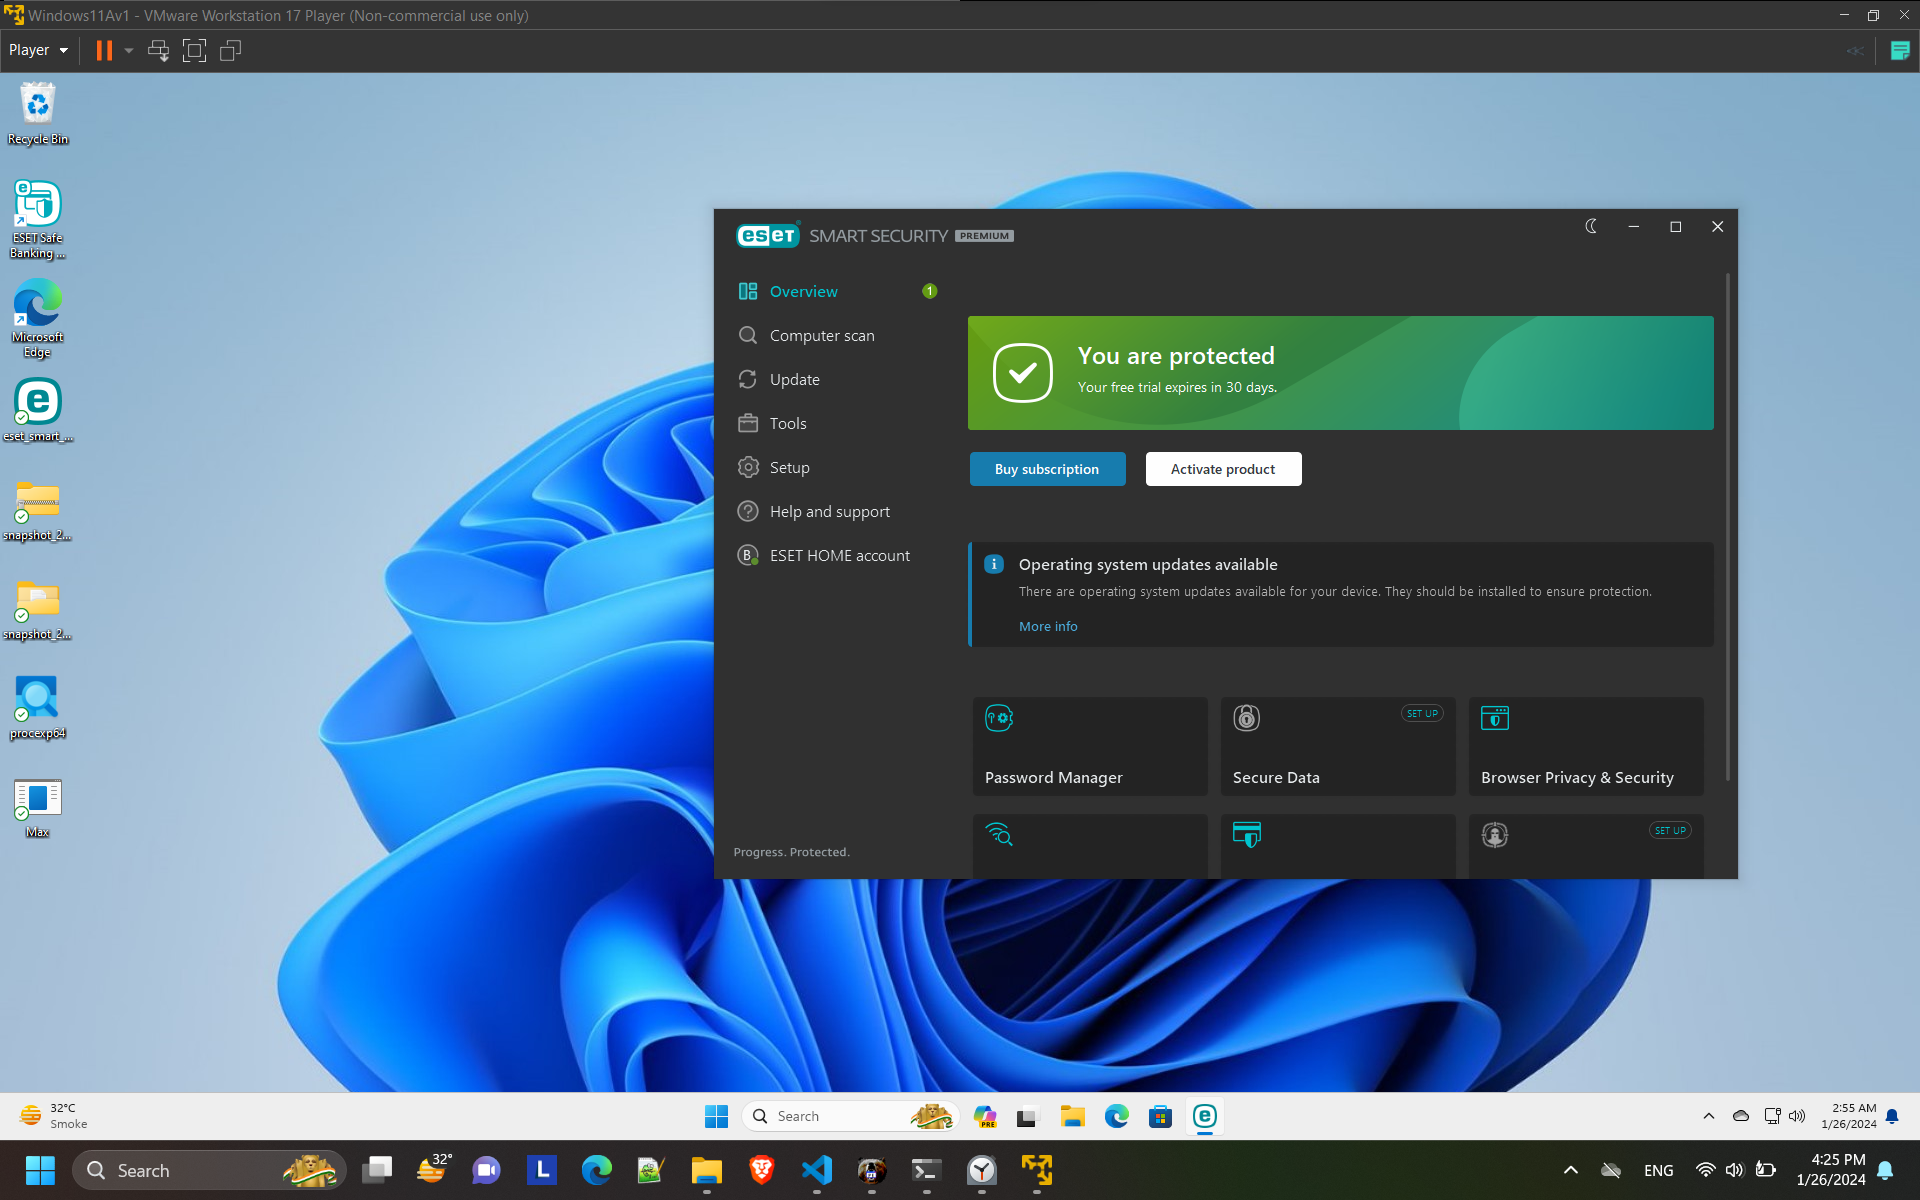 Windows11Av1 - VMware Workstation 17 Player (Non-commercial use only)
Player
Recycle Bin
ESET Safe
Banking ...
Microsoft
Edge
eset_smart_...
snapshot_2...
snapshot_2...
procexp64
Max
eset SMART SECURITY PREMIUM
Overview
1
Computer scan
Update
Tools
Setup
Help and support
B
ESET HOME account
Progress. Protected.
You are protected
Your free trial expires in 30 days.
Buy subscription
Activate product
Operating system updates available
There are operating system updates available for your device. They should be installed to ensure protection.
More info
Password Manager
SET UP
Secure Data
Browser Privacy & Security
SET UP
32°C
Smoke
Search
PRE
2:55 AM
1/26/2024
Search
32°
L
ENG
4:25 PM
1/26/2024